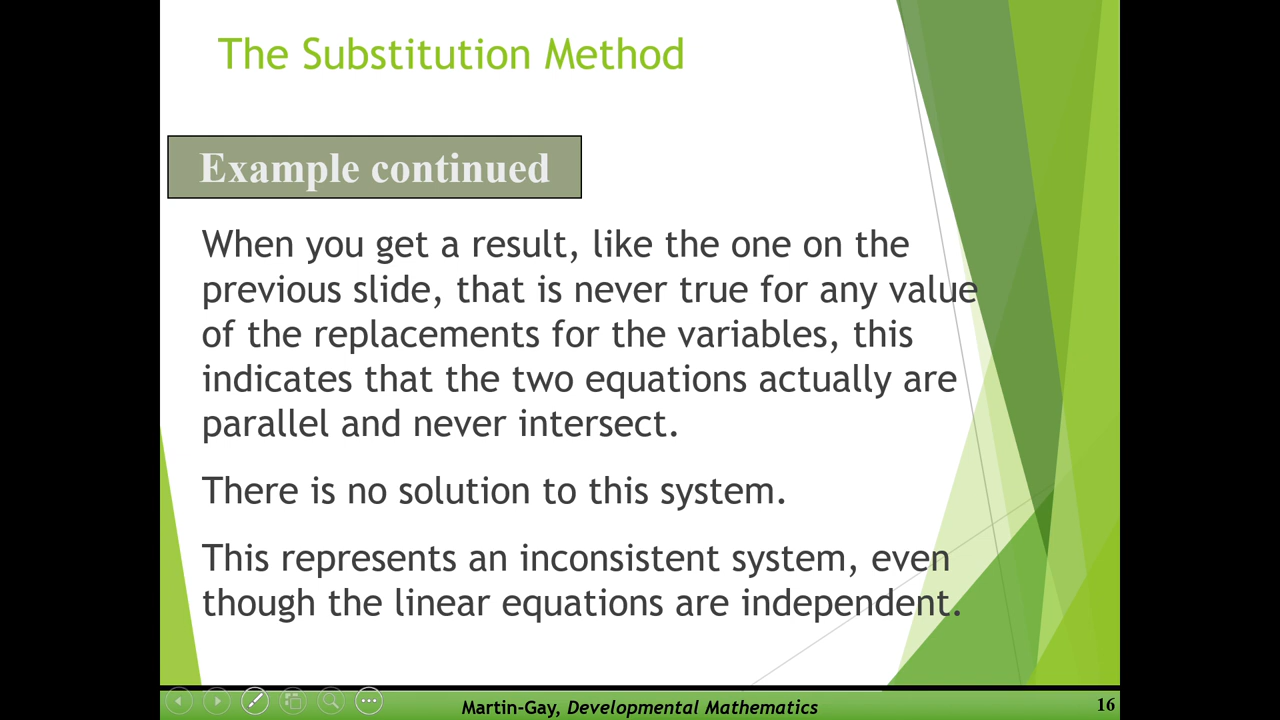 The Substitution Method
Example continued
When you get a result, like the one on the
previous slide, that is never true for any value
of the replacements for the variables, this
indicates that the two equations actually are
parallel and never intersect.
There is no solution to this system.
This represents an inconsistent system, even
though the linear equations are independent.
Martin-Gay, Developmental Mathematics
16